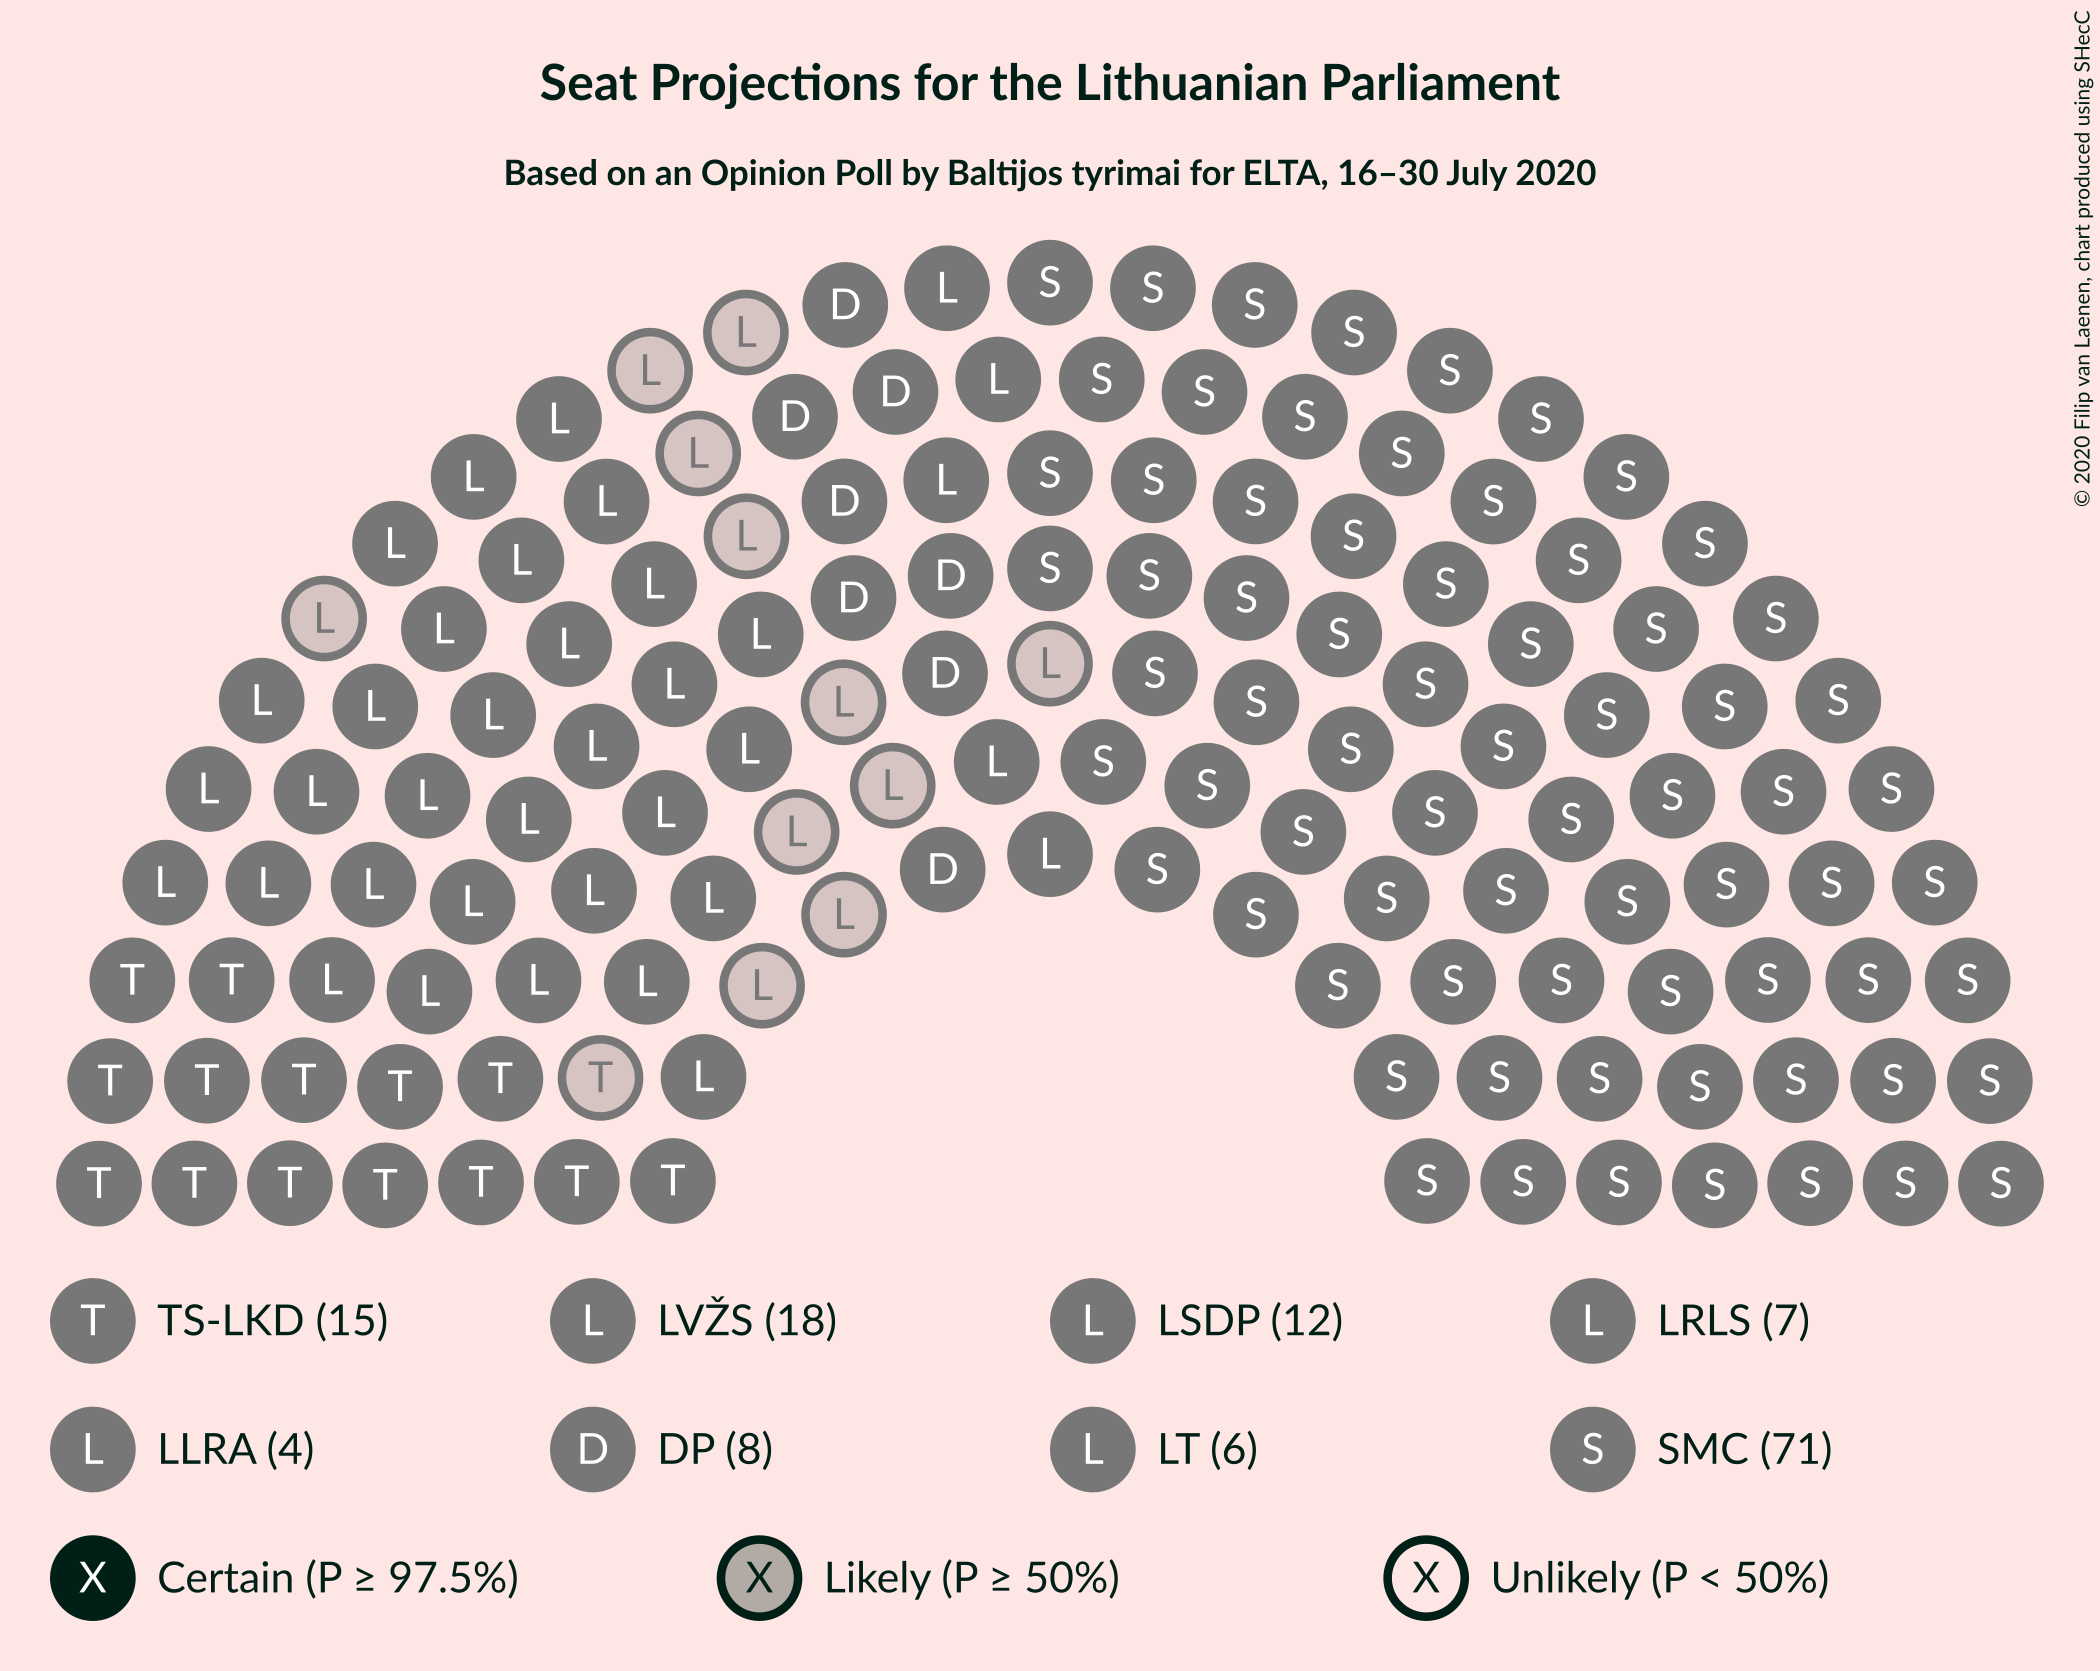 Seat Projections for the Lithuanian Parliament
Based on an Opinion Poll by Baltijos tyrimai for ELTA, 16–30 July 2020
© 2020 Filip van Laenen, chart produced using SHecC
L D L S S S
L L S S
L D D L S S S S
L L S S
L L D L S S S S S
L L L D D S S S S S S
L L L L D L S S S S S S
L L L L L L L S S S S S S
L L L L L L L S S S S S S
L L L L L L D L S S S S S S S
T T L L L L L S S S S S S S
T T T T T T L S S S S S S S
T T T T T T T S S S S S S S
T TS-LKD (15) L LVŽS (18) L LSDP (12) L LRLS (7)
L LLRA (4) D DP (8) L LT (6) S SMC (71)
X Certain (P ≥ 97.5%) X Likely (P ≥ 50%) X Unlikely (P < 50%)